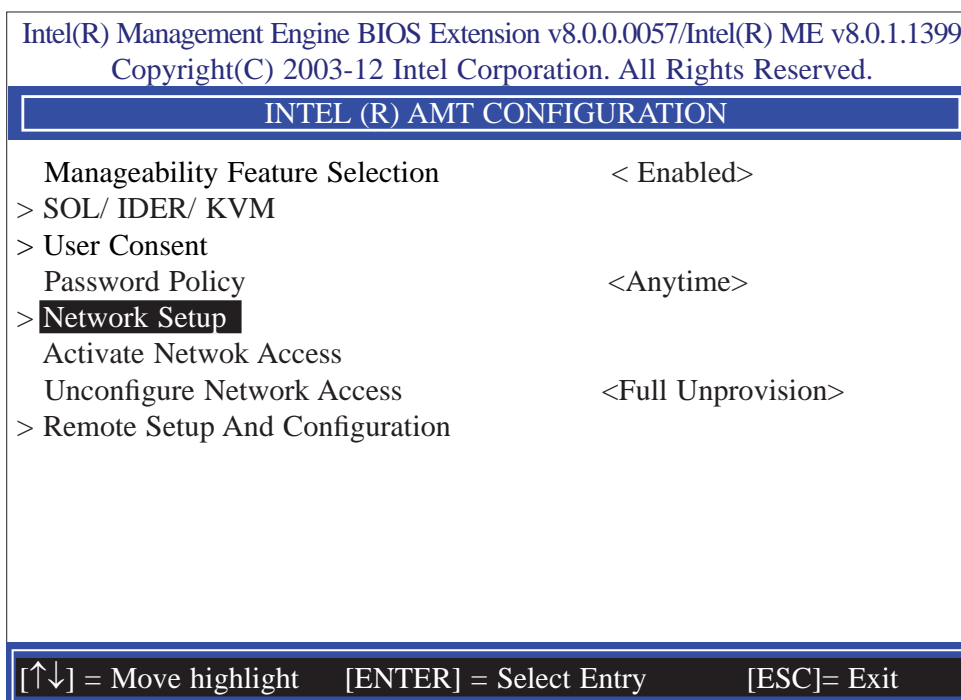 Intel(R) Management Engine BIOS Extension v8.0.0.0057/Intel(R) ME v8.0.1.1399
Copyright(C) 2003-12 Intel Corporation. All Rights Reserved.
INTEL (R) AMT CONFIGURATION
Manageability Feature Selection < Enabled>
> SOL/ IDER/ KVM
> User Consent
Password Policy <Anytime>
> Network Setup
Activate Netwok Access
Unconfigure Network Access <Full Unprovision>
> Remote Setup And Configuration
[↑↓] = Move highlight [ENTER] = Select Entry [ESC]= Exit